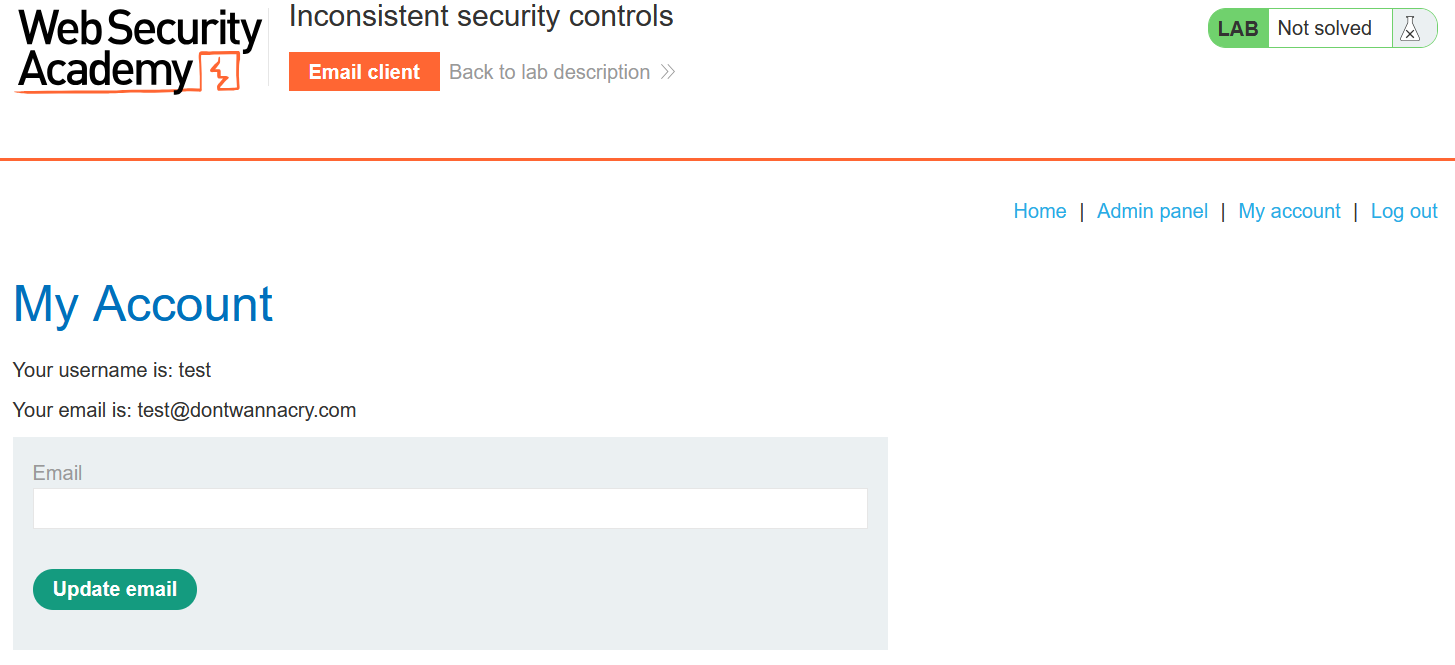 Web Security
Academy
Inconsistent security controls
Email client Back to lab description
LAB Not solved
Home | Admin panel | My account | Log out
My Account
Your username is: test
Your email is: test@dontwannacry.com
Email
Update email